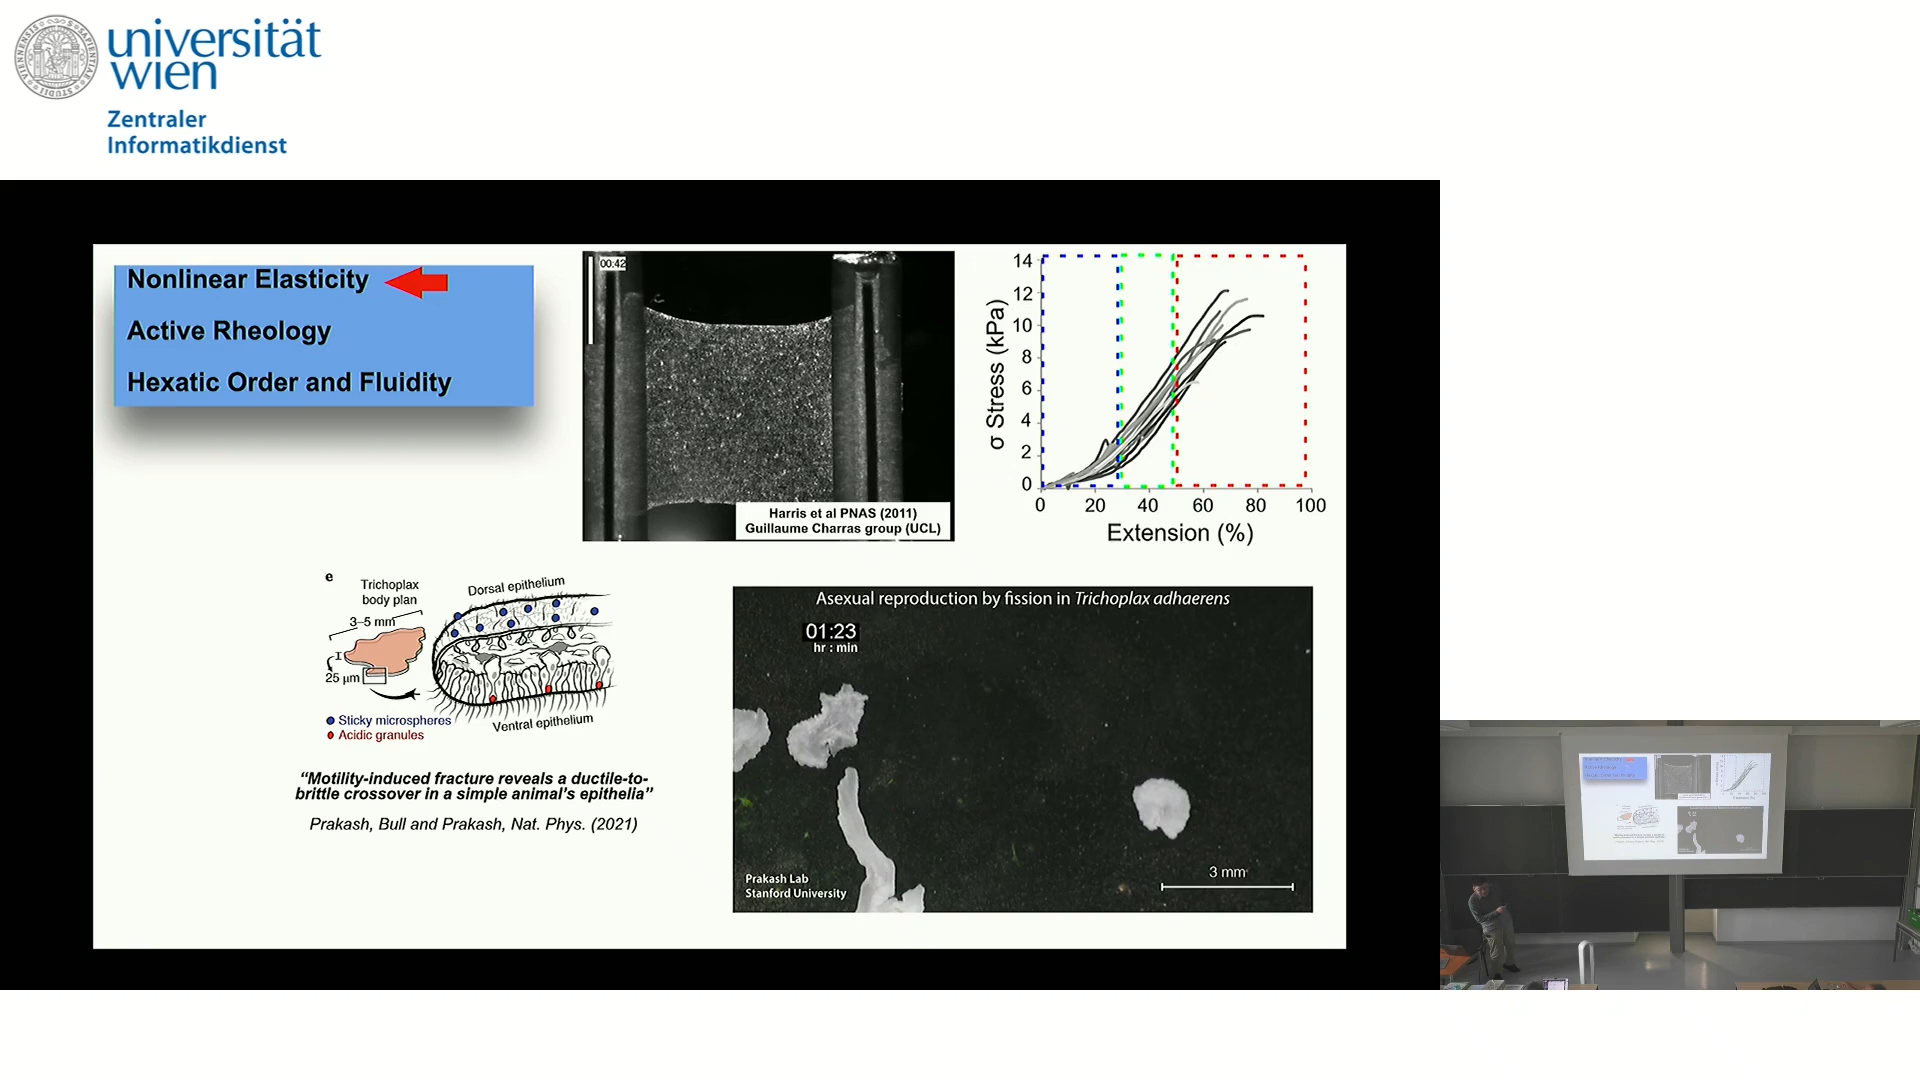 universität
wien
Zentraler
Informatikdienst
Nonlinear Elasticity
Active Rheology
Hexatic Order and Fluidity
00:42
Harris et al PNAS (2011)
Guillaume Charras group (UCL)
σ Stress (kPa)
14
12
10
8
6
4
2
0
0 20 40 60 80 100
Extension (%)
e
Trichoplax
body plan
3–5 mm
25 µm
Dorsal epithelium
Ventral epithelium
Sticky microspheres
Acidic granules
“Motility-induced fracture reveals a ductile-to-
brittle crossover in a simple animal’s epithelia”
Prakash, Bull and Prakash, Nat. Phys. (2021)
Asexual reproduction by fission in Trichoplax adhaerens
01:23
hr : min
Prakash Lab
Stanford University
3 mm